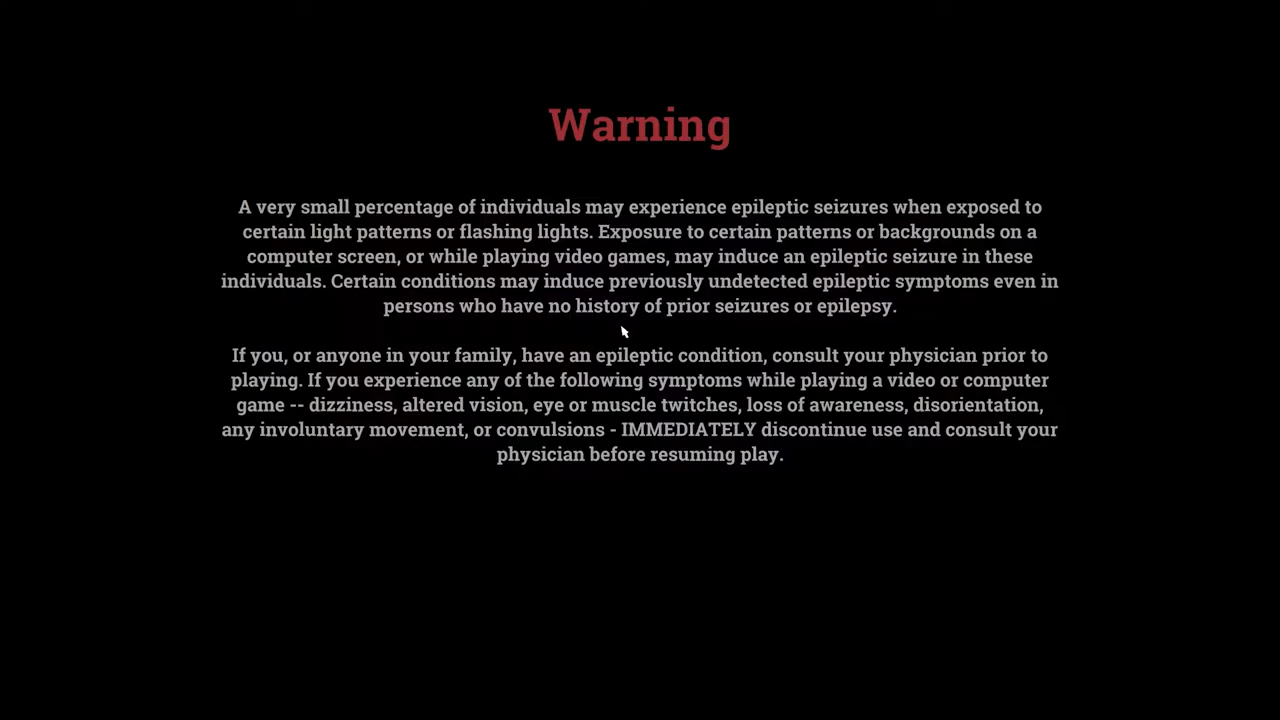 Warning
A very small percentage of individuals may experience epileptic seizures when exposed to
certain light patterns or flashing lights. Exposure to certain patterns or backgrounds on a
computer screen, or while playing video games, may induce an epileptic seizure in these
individuals. Certain conditions may induce previously undetected epileptic symptoms even in
persons who have no history of prior seizures or epilepsy.
If you, or anyone in your family, have an epileptic condition, consult your physician prior to
playing. If you experience any of the following symptoms while playing a video or computer
game -- dizziness, altered vision, eye or muscle twitches, loss of awareness, disorientation,
any involuntary movement, or convulsions - IMMEDIATELY discontinue use and consult your
physician before resuming play.